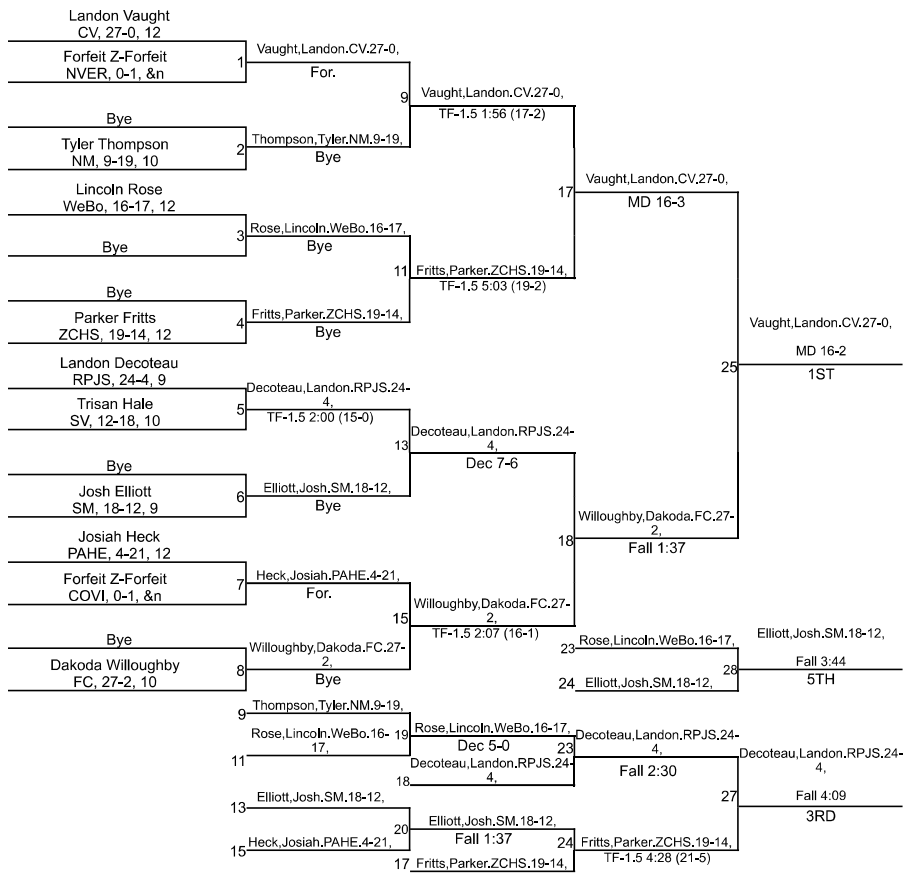 Landon Vaught
CV, 27-0, 12
Forfeit Z-Forfeit
NVER, 0-1, &n
1
Vaught,Landon.CV.27-0,
For.
Bye
Tyler Thompson
NM, 9-19, 10
2
Thompson,Tyler.NM.9-19,
Bye
9
Vaught,Landon.CV.27-0,
TF-1.5 1:56 (17-2)
Lincoln Rose
WeBo, 16-17, 12
Bye
3
Rose,Lincoln.WeBo.16-17,
Bye
Bye
Parker Fritts
ZCHS, 19-14, 12
4
Fritts,Parker.ZCHS.19-14,
Bye
11
Fritts,Parker.ZCHS.19-14,
TF-1.5 5:03 (19-2)
17
Vaught,Landon.CV.27-0,
MD 16-3
Landon Decoteau
RPJS, 24-4, 9
Trisan Hale
SV, 12-18, 10
5
Decoteau,Landon.RPJS.24-
4,
TF-1.5 2:00 (15-0)
Bye
Josh Elliott
SM, 18-12, 9
6
Elliott,Josh.SM.18-12,
Bye
13
Decoteau,Landon.RPJS.24-
4,
Dec 7-6
Josiah Heck
PAHE, 4-21, 12
Forfeit Z-Forfeit
COVI, 0-1, &n
7
Heck,Josiah.PAHE.4-21,
For.
Bye
Dakoda Willoughby
FC, 27-2, 10
8
Willoughby,Dakoda.FC.27-
2,
Bye
15
Willoughby,Dakoda.FC.27-
2,
TF-1.5 2:07 (16-1)
18
Willoughby,Dakoda.FC.27-
2,
Fall 1:37
25
Vaught,Landon.CV.27-0,
MD 16-2
1ST
23
Rose,Lincoln.WeBo.16-17,
24
Elliott,Josh.SM.18-12,
28
Elliott,Josh.SM.18-12,
Fall 3:44
5TH
9
Thompson,Tyler.NM.9-19,
11
Rose,Lincoln.WeBo.16-
17,
19
Rose,Lincoln.WeBo.16-17,
Dec 5-0
18
Decoteau,Landon.RPJS.24-
4,
23
Decoteau,Landon.RPJS.24-
4,
Fall 2:30
13
Elliott,Josh.SM.18-12,
15
Heck,Josiah.PAHE.4-21,
20
Elliott,Josh.SM.18-12,
Fall 1:37
17
Fritts,Parker.ZCHS.19-14,
24
Fritts,Parker.ZCHS.19-14,
TF-1.5 4:28 (21-5)
27
Decoteau,Landon.RPJS.24-
4,
Fall 4:09
3RD